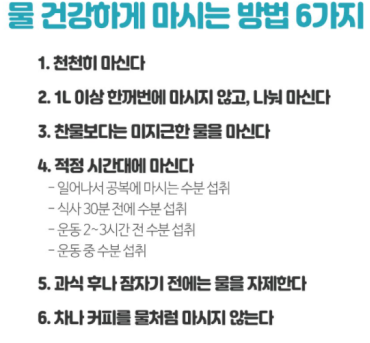 물 건강하게 마시는 방법 6가지
1. 천천히 마신다
2. 1L 이상 한꺼번에 마시지 않고, 나눠 마신다
3. 찬물보다는 미지근한 물을 마신다
4. 적정 시간대에 마신다
- 일어나서 공복에 마시는 수분 섭취
- 식사 30분 전에 수분 섭취
- 운동 2~3시간 전 수분 섭취
- 운동 중 수분 섭취
5. 과식 후나 잠자기 전에는 물을 자제한다
6. 차나 커피를 물처럼 마시지 않는다